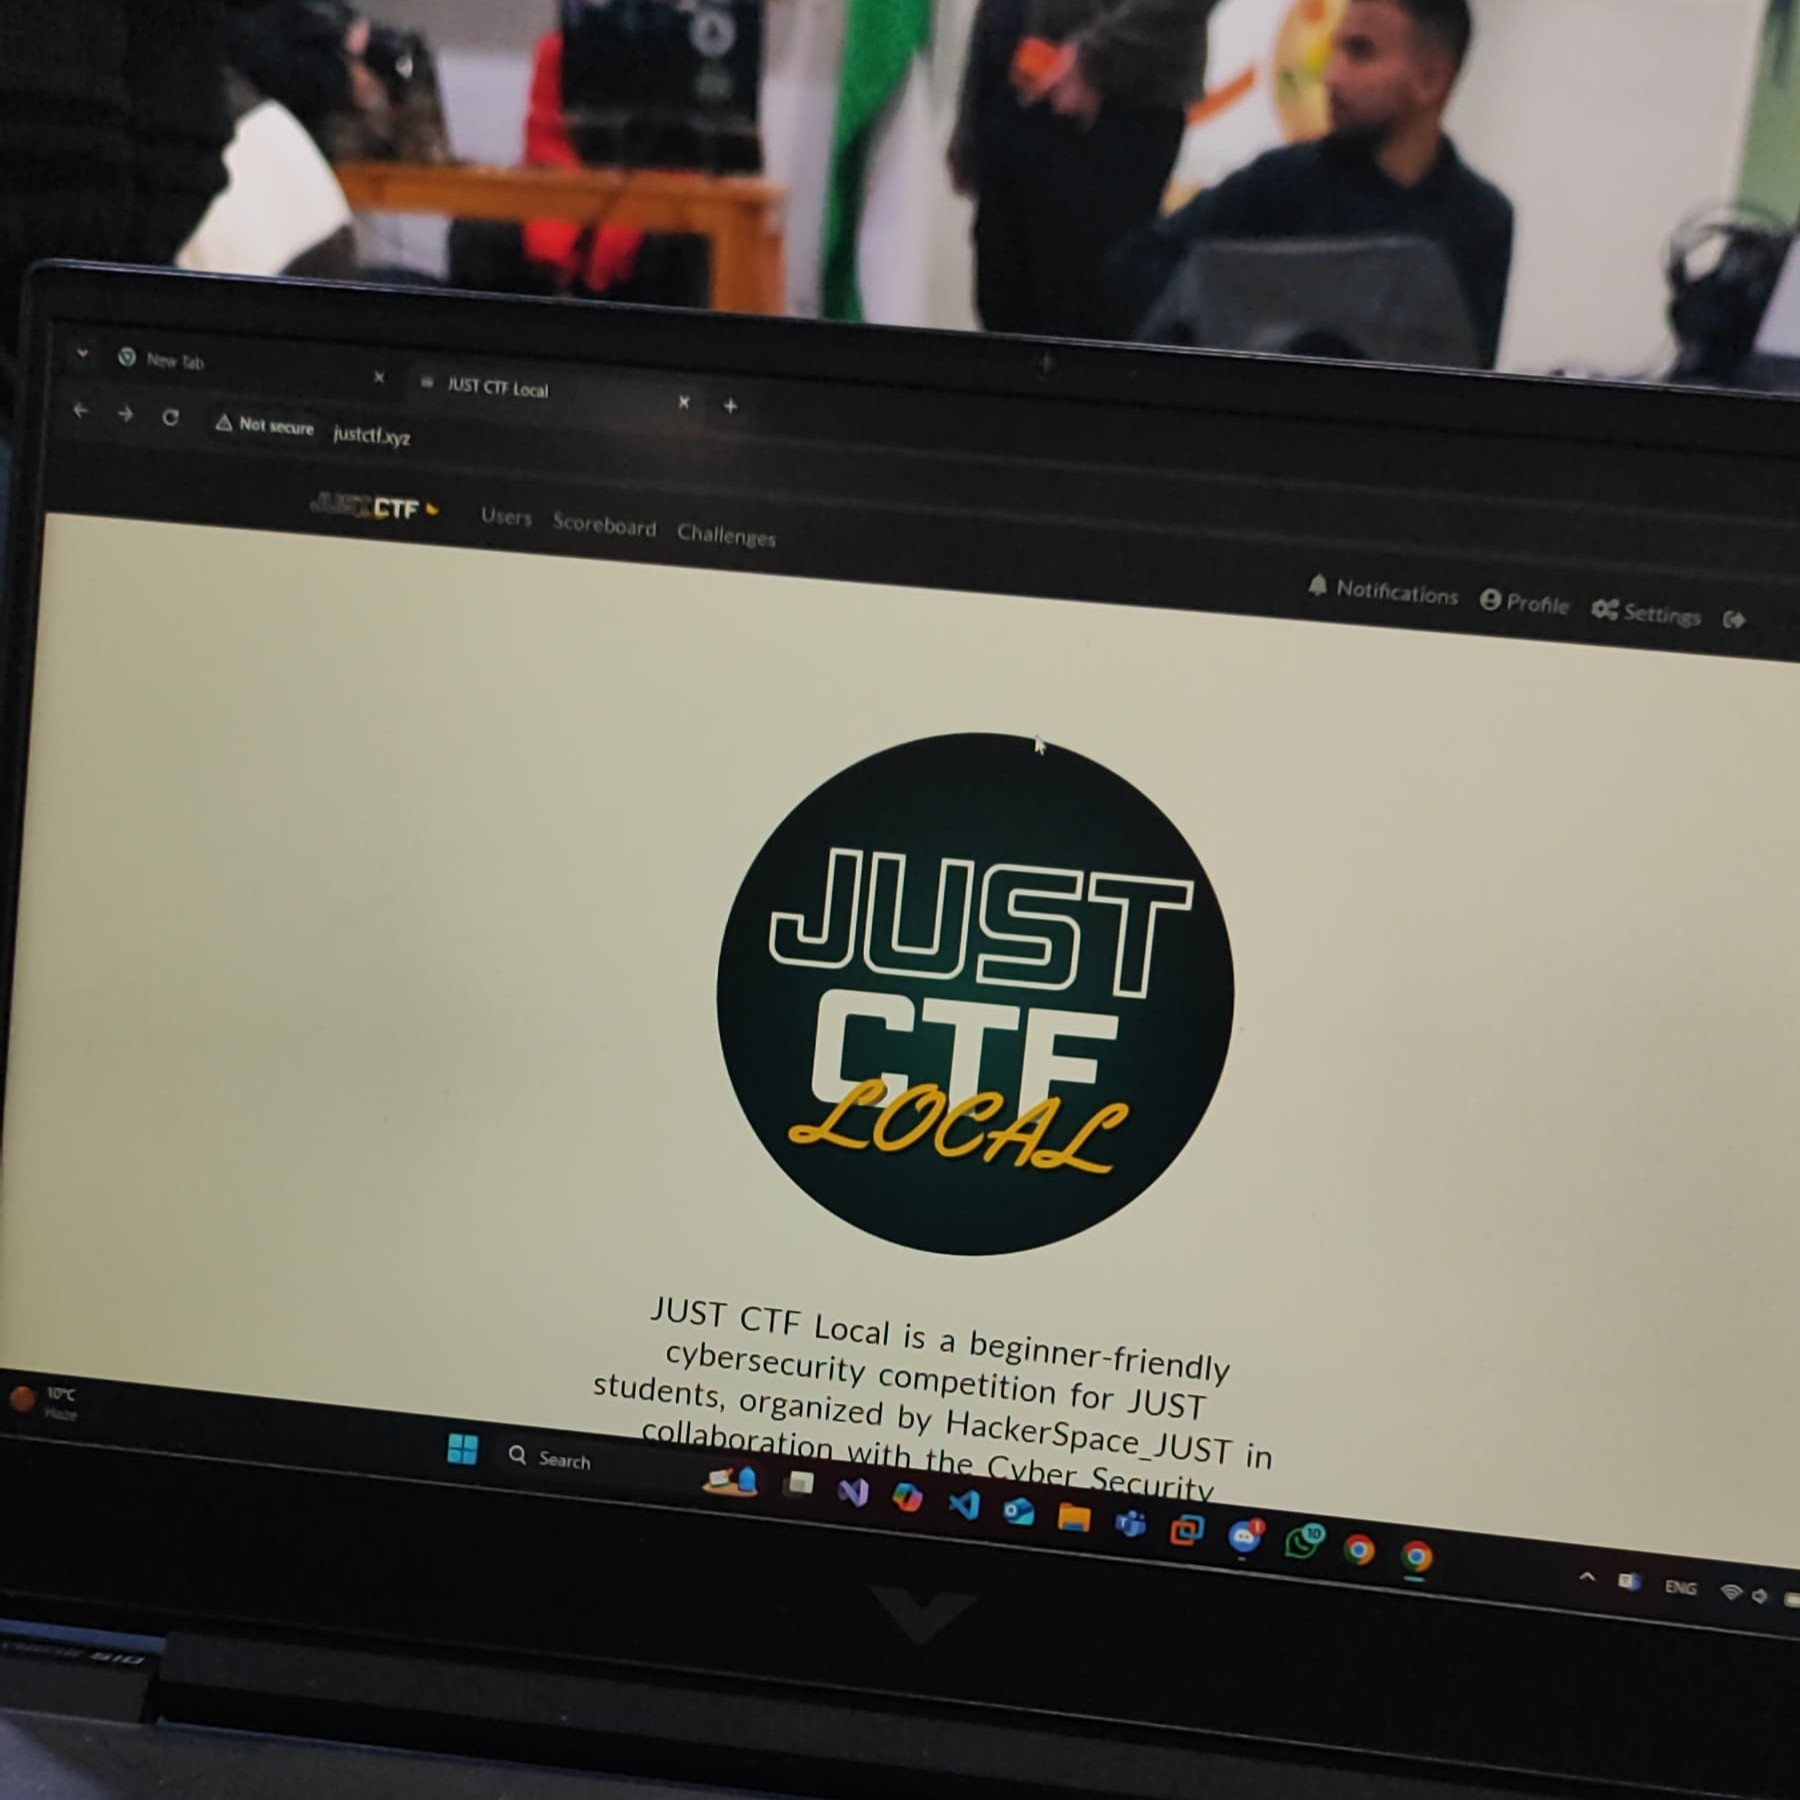 New Tab
JUST CTF Local
Not secure justctf.xyz
JUST CTF Users Scoreboard Challenges
Notifications Profile Settings
JUST
CTF
LOCAL
JUST CTF Local is a beginner-friendly
cybersecurity competition for JUST
students, organized by HackerSpace_JUST in
collaboration with the Cyber Security
10°C
Haze
Search
1
10
ENG